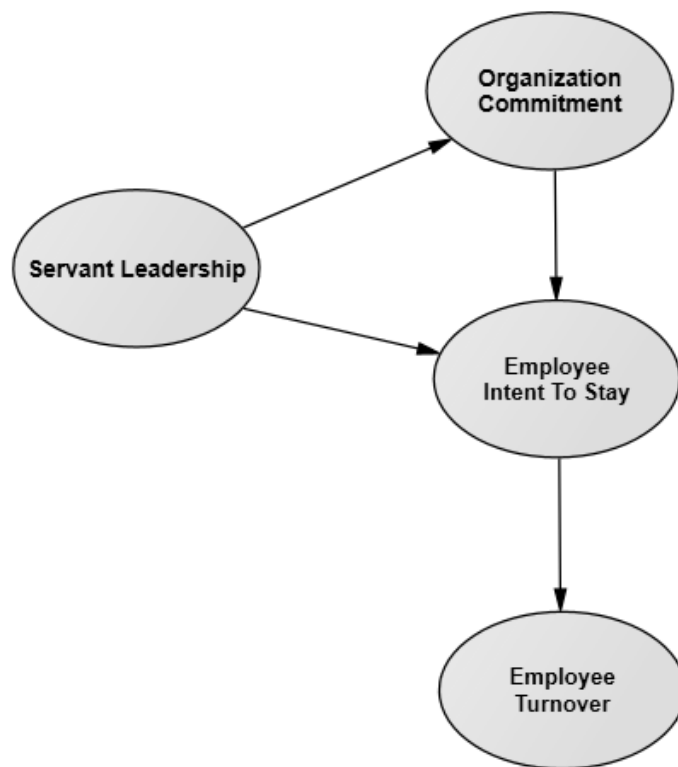 Organization
Commitment
Servant Leadership
Employee
Intent To Stay
Employee
Turnover